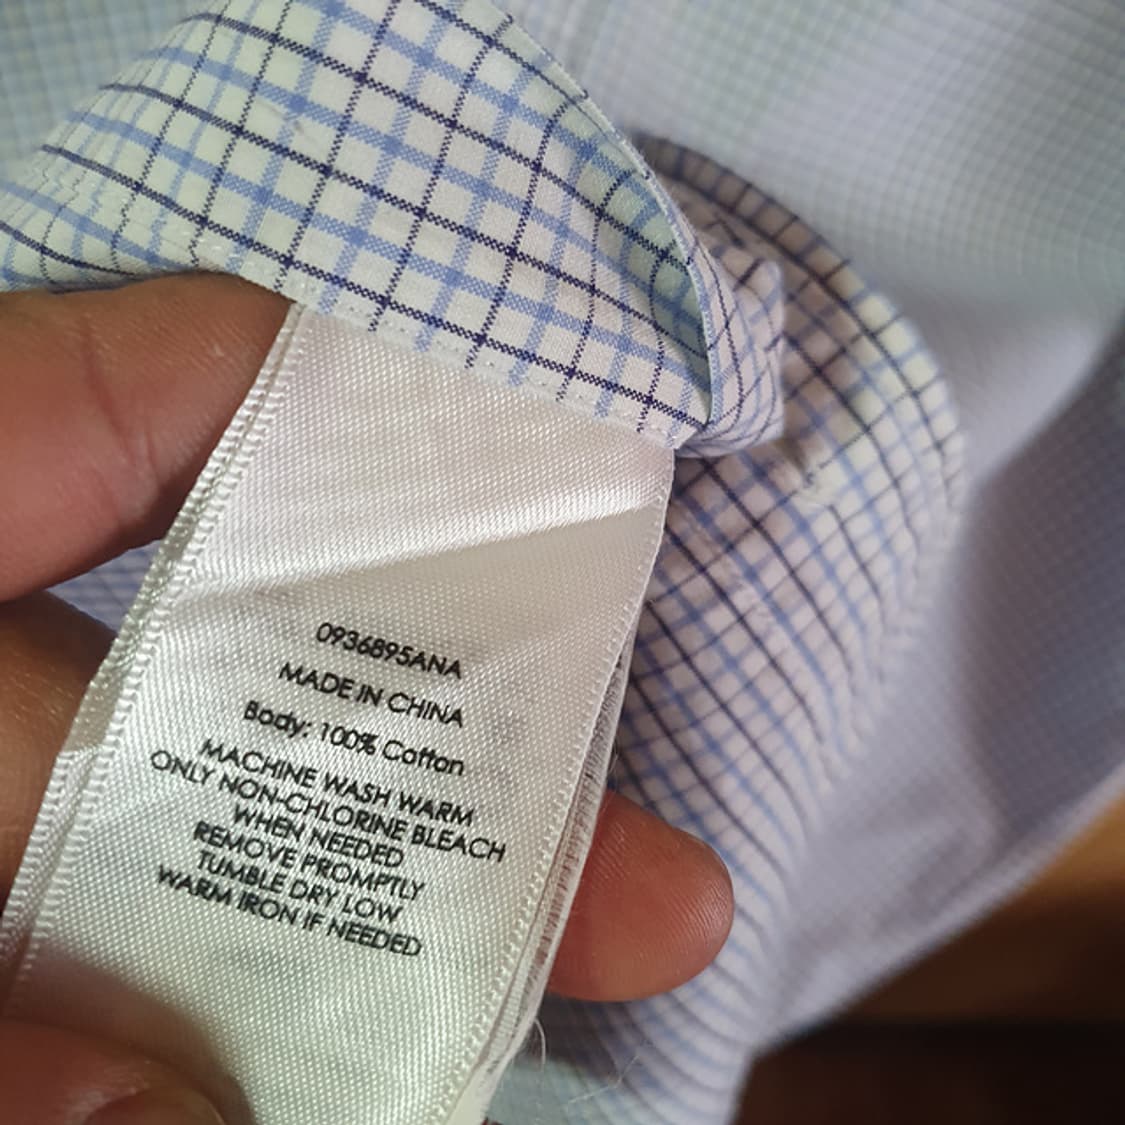 0936895ANA
MADE IN CHINA
Body: 100% Cotton
MACHINE WASH WARM
ONLY NON-CHLORINE BLEACH
WHEN NEEDED
REMOVE PROMPTLY
TUMBLE DRY LOW
WARM IRON IF NEEDED